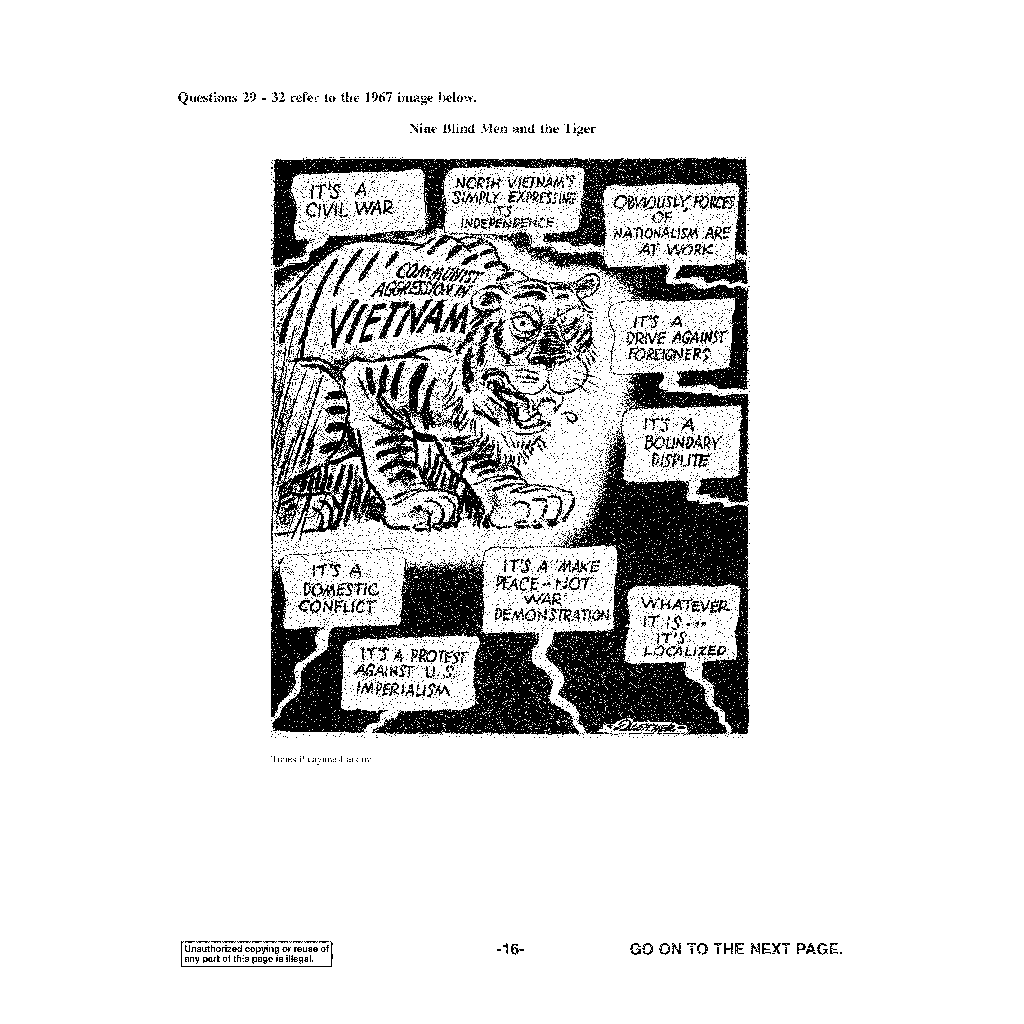 Questions 29 - 32 refer to the 1967 image below.
Nine Blind Men and the Tiger
IT'S A
CIVIL WAR
NORTH VIETNAM'S
SIMPLY EXPRESSING
ITS
INDEPENDENCE
OBVIOUSLY, FORCES
OF
NATIONALISM ARE
AT WORK
COMMUNIST
AGGRESSION IN
VIETNAM
IT'S A
DRIVE AGAINST
FOREIGNERS
IT'S A
BOUNDARY
DISPUTE
IT'S A
DOMESTIC
CONFLICT
IT'S A 'MAKE
PEACE - NOT
WAR'
DEMONSTRATION
WHATEVER
IT IS ---
IT'S
LOCALIZED
IT'S A PROTEST
AGAINST U.S.
IMPERIALISM
Unauthorized copying or reuse of
any part of this page is illegal.
-16-
GO ON TO THE NEXT PAGE.